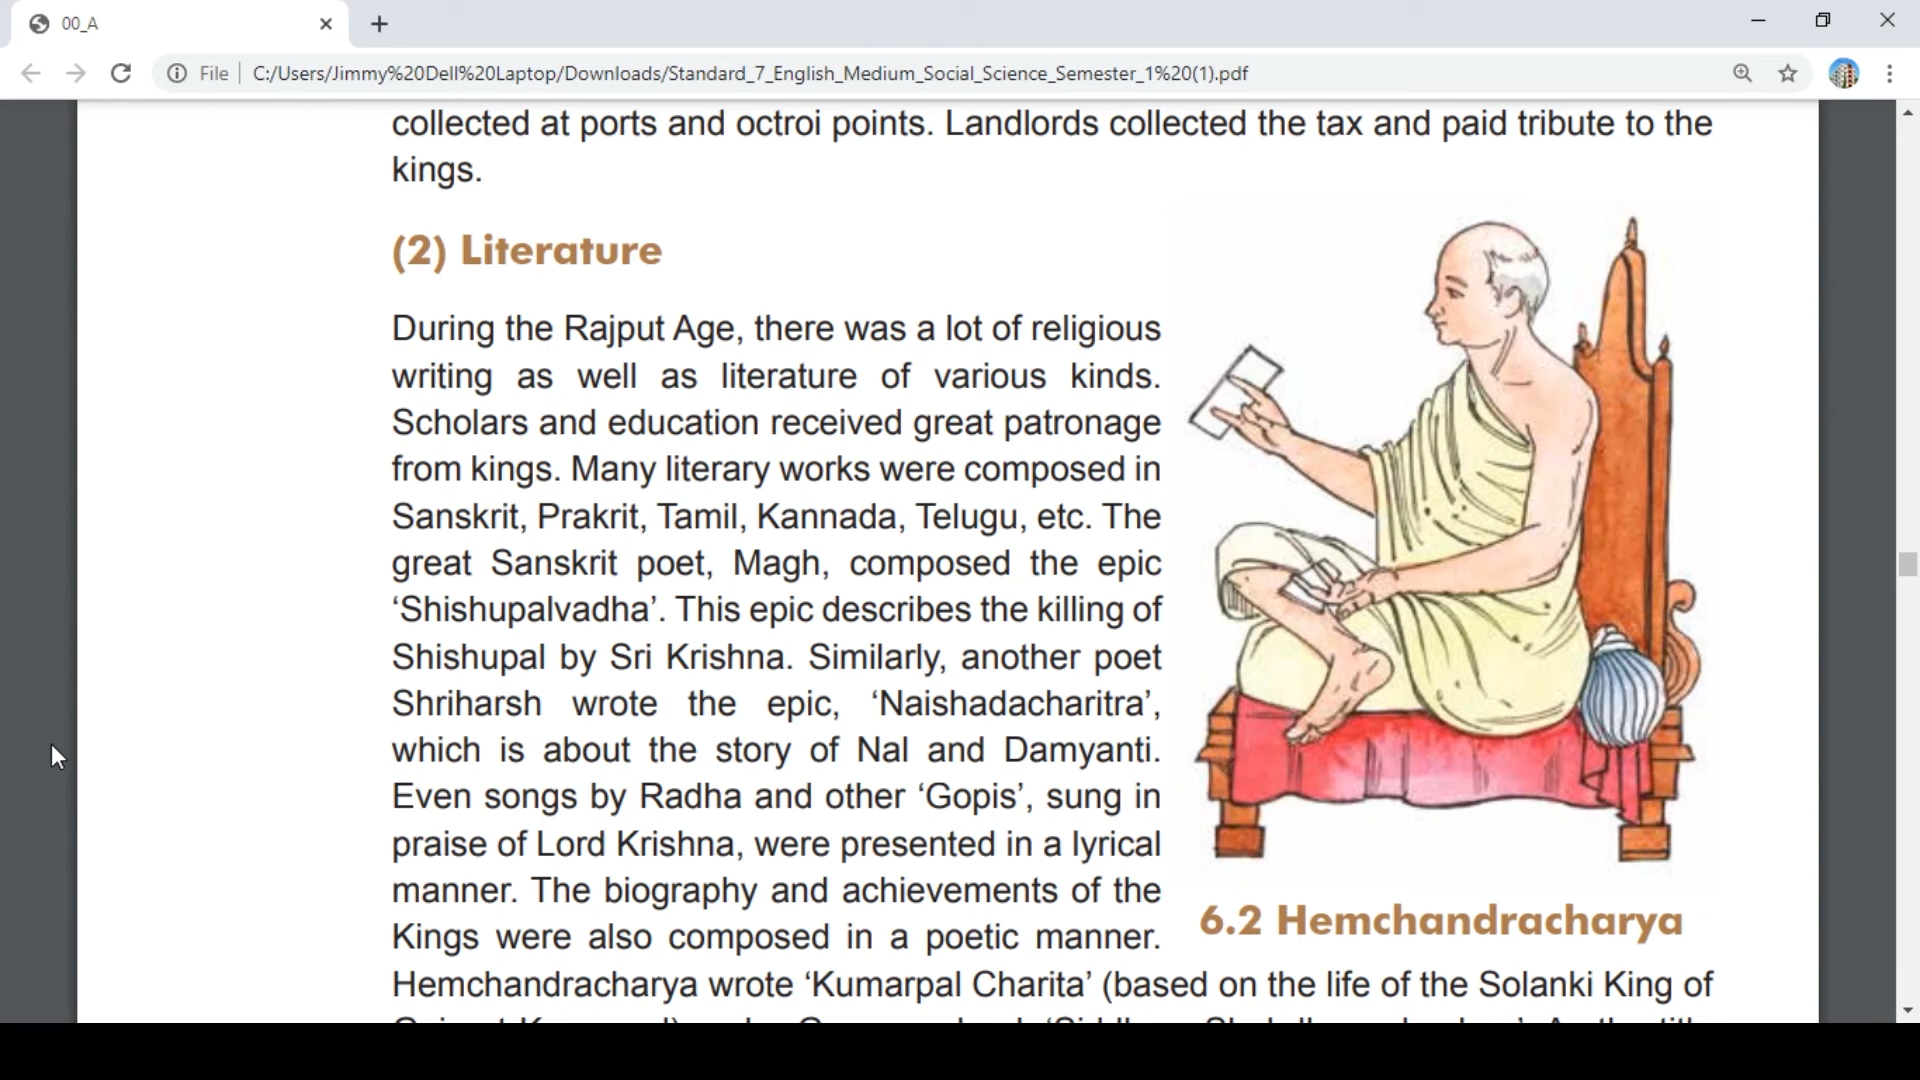 00_A
File
C:/Users/Jimmy%20Dell%20Laptop/Downloads/Standard_7_English_Medium_Social_Science_Semester_1%20(1).pdf
collected at ports and octroi points. Landlords collected the tax and paid tribute to the
kings.
(2) Literature
During the Rajput Age, there was a lot of religious
writing as well as literature of various kinds.
Scholars and education received great patronage
from kings. Many literary works were composed in
Sanskrit, Prakrit, Tamil, Kannada, Telugu, etc. The
great Sanskrit poet, Magh, composed the epic
‘Shishupalvadha’. This epic describes the killing of
Shishupal by Sri Krishna. Similarly, another poet
Shriharsh wrote the epic, ‘Naishadacharitra’,
which is about the story of Nal and Damyanti.
Even songs by Radha and other ‘Gopis’, sung in
praise of Lord Krishna, were presented in a lyrical
manner. The biography and achievements of the
Kings were also composed in a poetic manner.
6.2 Hemchandracharya
Hemchandracharya wrote ‘Kumarpal Charita’ (based on the life of the Solanki King of